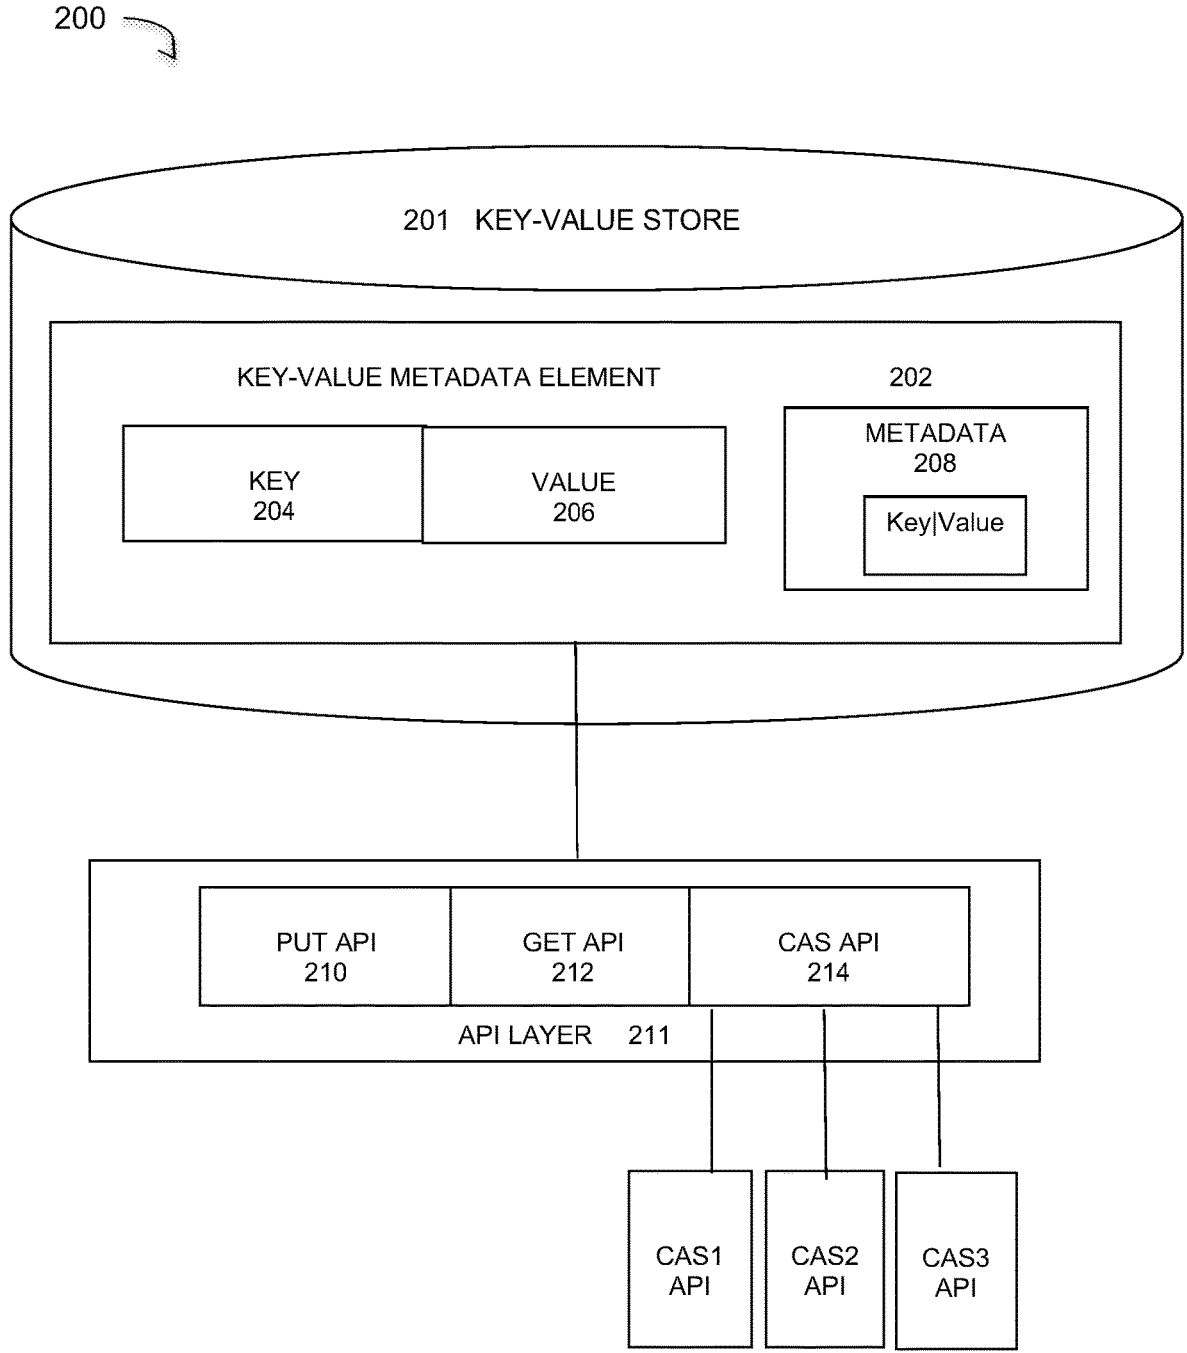 200
201 KEY-VALUE STORE
KEY-VALUE METADATA ELEMENT 202
KEY
204
VALUE
206
METADATA
208
Key|Value
PUT API
210
GET API
212
CAS API
214
API LAYER 211
CAS1
API
CAS2
API
CAS3
API